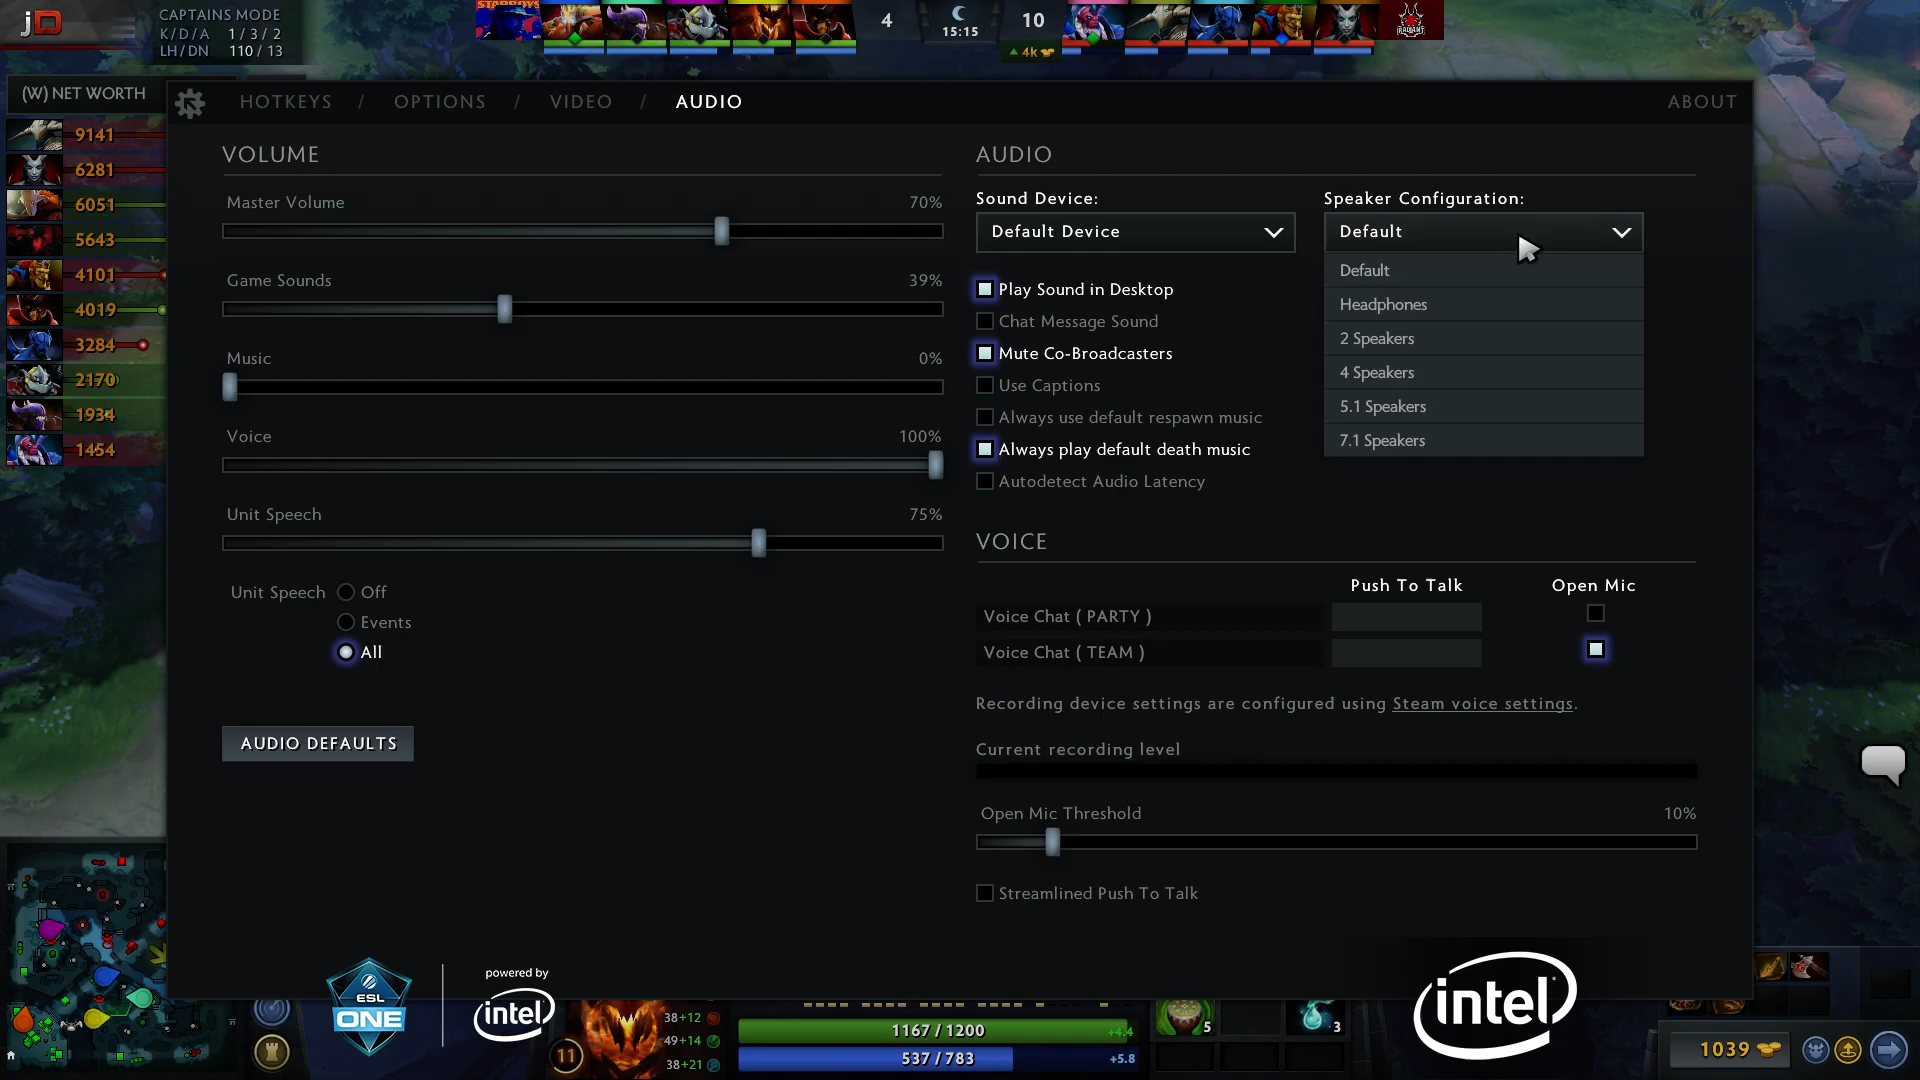 jD
CAPTAINS MODE
K / D / A 1 / 3 / 2
LH / DN 110 / 13
STARBOYS
4
15:15
10
4k
RADIANT
(W) NET WORTH
9141
6281
6051
5643
4101
4019
3284
2170
1934
1454
HOTKEYS / OPTIONS / VIDEO / AUDIO
ABOUT
VOLUME
Master Volume 70%
Game Sounds 39%
Music 0%
Voice 100%
Unit Speech 75%
Unit Speech Off
Events
All
AUDIO DEFAULTS
AUDIO
Sound Device:
Default Device
Speaker Configuration:
Default
Default
Headphones
2 Speakers
4 Speakers
5.1 Speakers
7.1 Speakers
Play Sound in Desktop
Chat Message Sound
Mute Co-Broadcasters
Use Captions
Always use default respawn music
Always play default death music
Autodetect Audio Latency
VOICE
Push To Talk Open Mic
Voice Chat ( PARTY )
Voice Chat ( TEAM )
Recording device settings are configured using Steam voice settings.
Current recording level
Open Mic Threshold 10%
Streamlined Push To Talk
ESL
ONE
powered by
intel
11
38+12
49+14
38+21
1167 / 1200 +4.4
537 / 783 +5.8
5
3
intel
1039